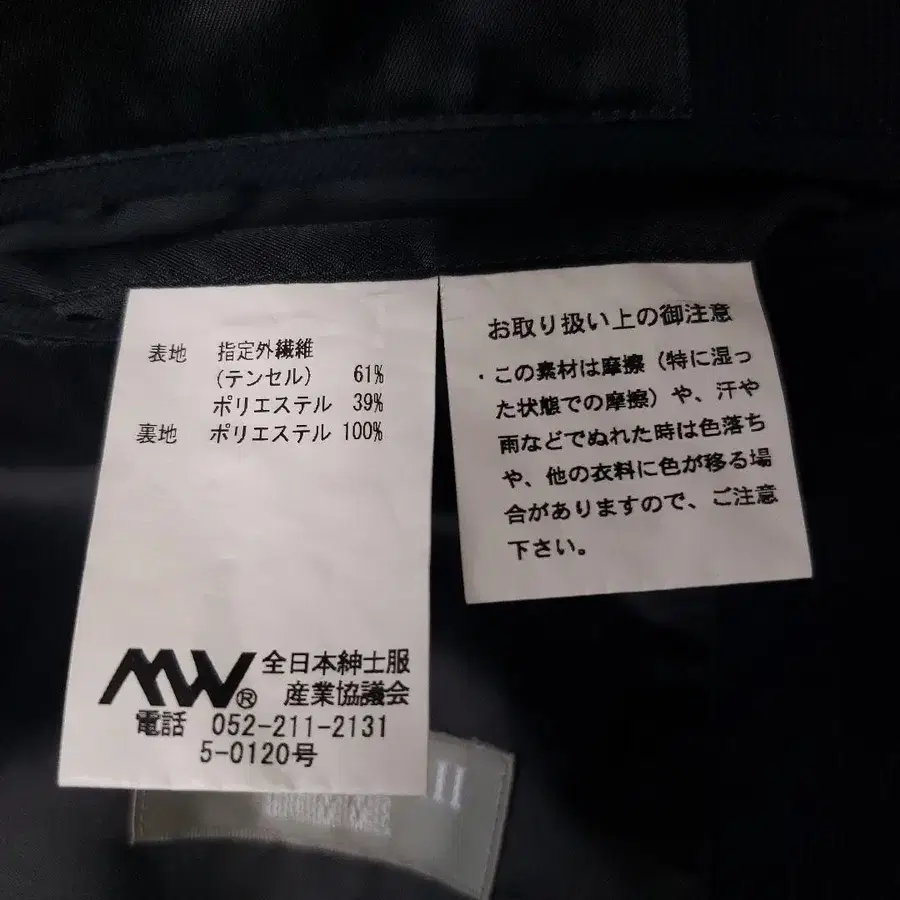 表地 指定外繊維
(テンセル) 61%
ポリエステル 39%
裏地 ポリエステル 100%
MW® 全日本紳士服
産業協議会
電話 052-211-2131
5-0120号
お取り扱い上の御注意
・この素材は摩擦（特に湿っ
た状態での摩擦）や、汗や
雨などでぬれた時は色落ち
や、他の衣料に色が移る場
合がありますので、ご注意
下さい。